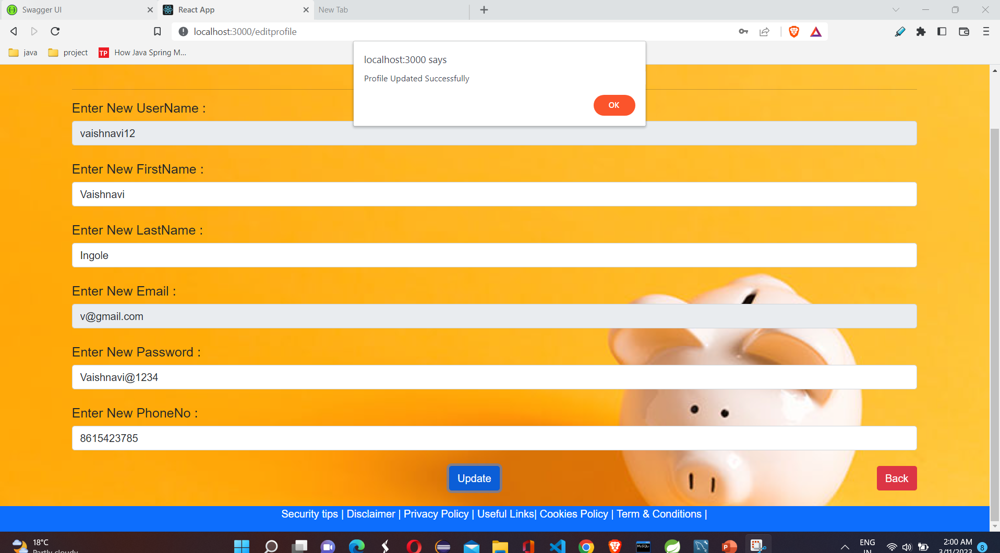 Swagger UI
React App
New Tab
localhost:3000/editprofile
java
project
TP
How Java Spring M...
localhost:3000 says
Profile Updated Successfully
OK
Enter New UserName :
vaishnavi12
Enter New FirstName :
Vaishnavi
Enter New LastName :
Ingole
Enter New Email :
v@gmail.com
Enter New Password :
Vaishnavi@1234
Enter New PhoneNo :
8615423785
Update
Back
Security tips | Disclaimer | Privacy Policy | Useful Links| Cookies Policy | Term & Conditions |
18°C
Partly cloudy
MySQL
ENG
IN
2:00 AM
3/11/2023
8